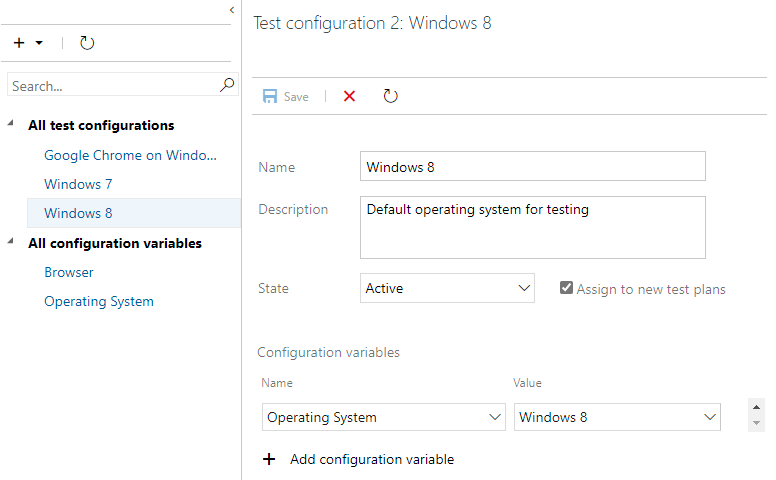 Search...
All test configurations
Google Chrome on Windo...
Windows 7
Windows 8
All configuration variables
Browser
Operating System
Test configuration 2: Windows 8
Save
Name
Windows 8
Description
Default operating system for testing
State
Active
Assign to new test plans
Configuration variables
Name
Value
Operating System
Windows 8
Add configuration variable